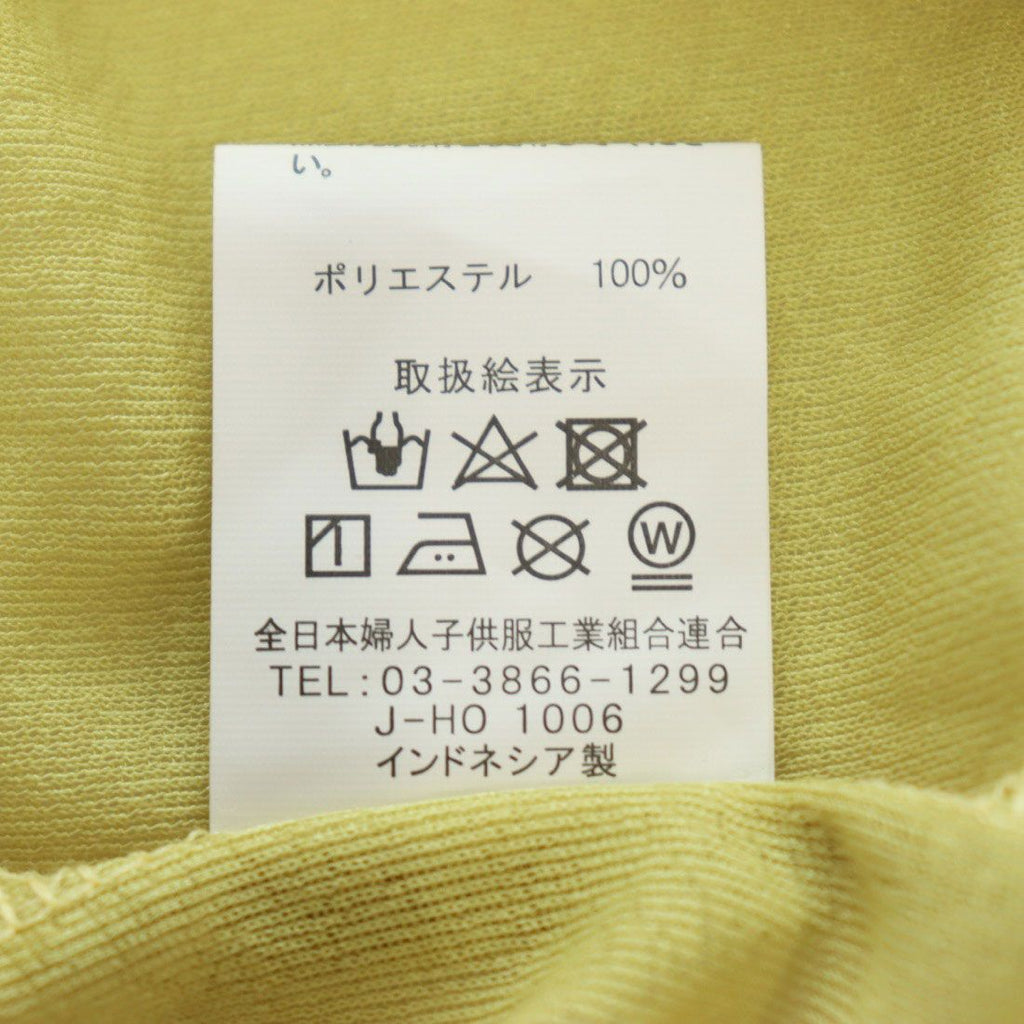 い。
ポリエステル 100%
取扱絵表示
W
全日本婦人子供服工業組合連合
TEL:03-3866-1299
J-HO 1006
インドネシア製